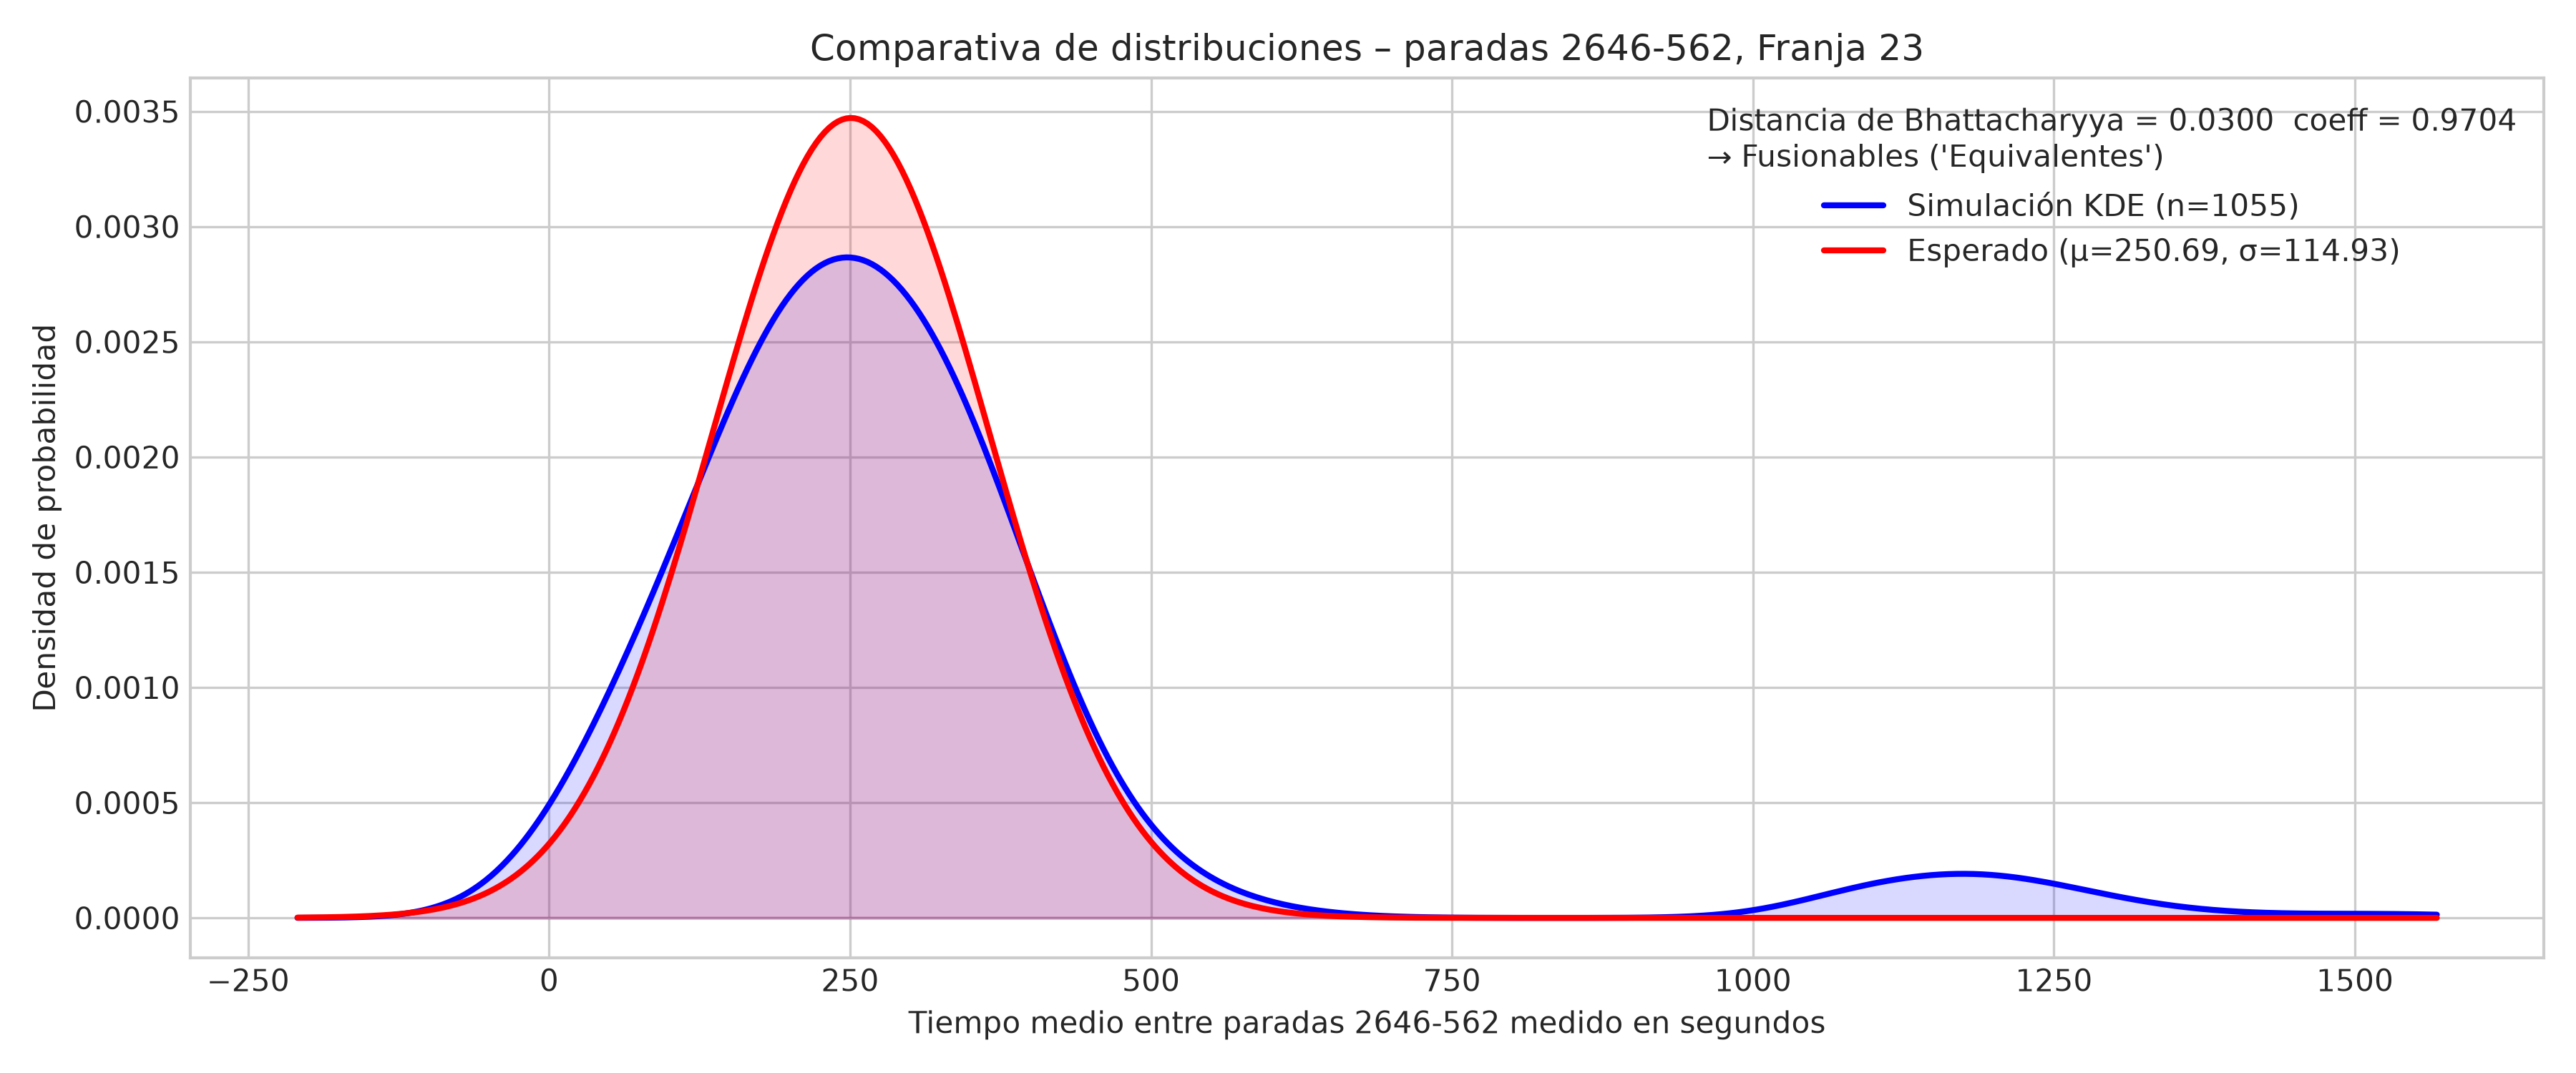 Comparativa de distribuciones – paradas 2646-562, Franja 23
Distancia de Bhattacharyya = 0.0300  coeff = 0.9704
→ Fusionables ('Equivalentes')
Simulación KDE (n=1055)
Esperado (μ=250.69, σ=114.93)
Densidad de probabilidad
0.0035
0.0030
0.0025
0.0020
0.0015
0.0010
0.0005
0.0000
−250 0 250 500 750 1000 1250 1500
Tiempo medio entre paradas 2646-562 medido en segundos